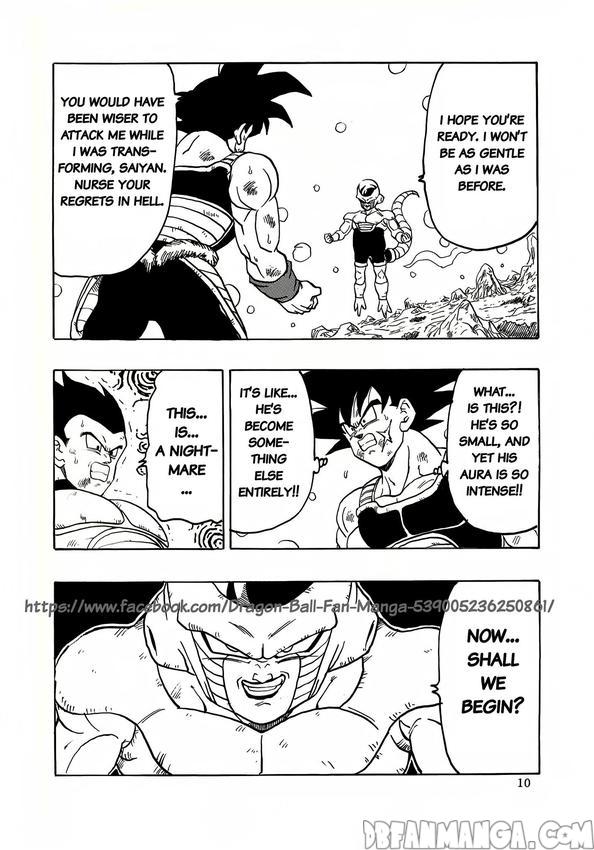 I HOPE YOU'RE
READY. I WON'T
BE AS GENTLE
AS I WAS
BEFORE.
YOU WOULD HAVE
BEEN WISER TO
ATTACK ME WHILE
I WAS TRANS-
FORMING, SAIYAN.
NURSE YOUR
REGRETS IN HELL.
WHAT...
IS THIS?!
HE'S SO
SMALL, AND
YET HIS
AURA IS SO
INTENSE!!
IT'S LIKE...
HE'S
BECOME
SOME-
THING
ELSE
ENTIRELY!!
THIS...
IS...
A NIGHT-
MARE
...
https://www.facebook.com/Dragon-Ball-Fan-Manga-539005236250861/
NOW...
SHALL
WE
BEGIN?
10
DBFANMANGA.COM